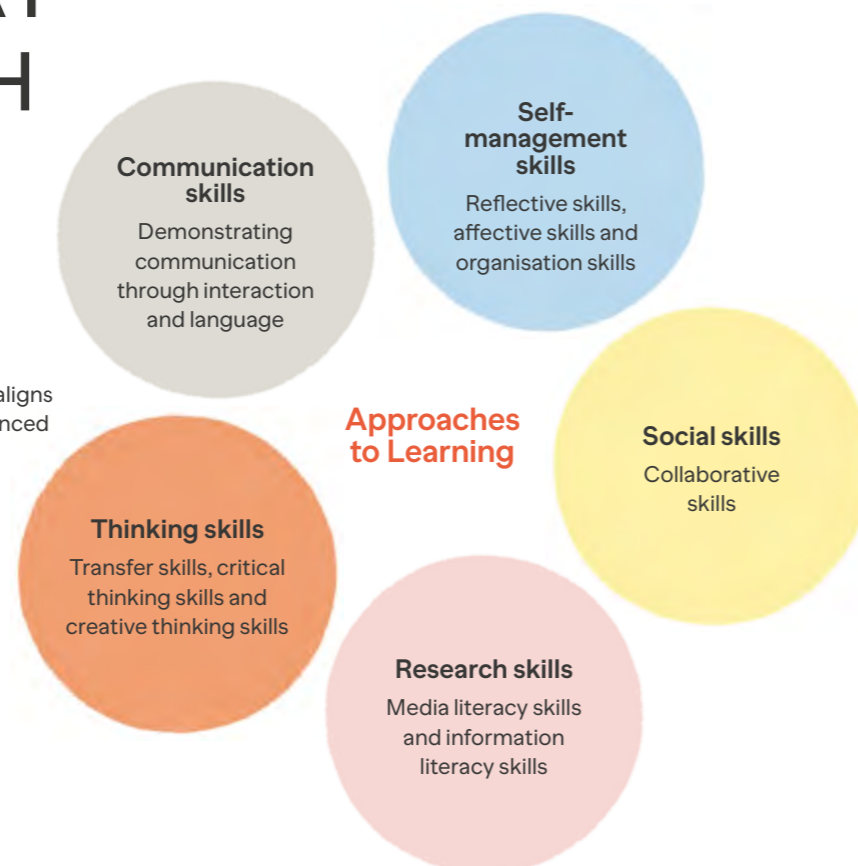 H
Self-
management
skills
Reflective skills,
affective skills and
organisation skills
Communication
skills
Demonstrating
communication
through interaction
and language
aligns
Approaches
to Learning
Social skills
Collaborative
skills
Thinking skills
Transfer skills, critical
thinking skills and
creative thinking skills
Research skills
Media literacy skills
and information
literacy skills